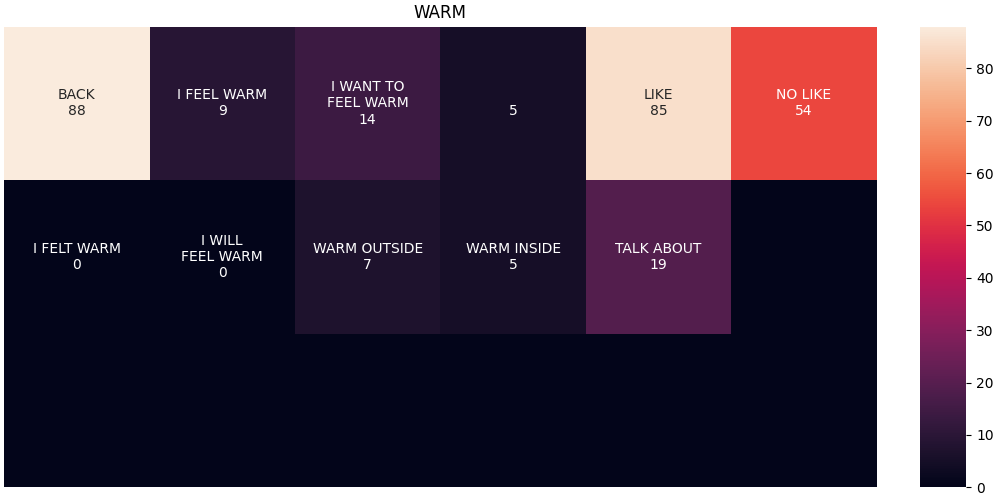 WARM
BACK
88
I FEEL WARM
9
I WANT TO
FEEL WARM
14
5
LIKE
85
NO LIKE
54
I FELT WARM
0
I WILL
FEEL WARM
0
WARM OUTSIDE
7
WARM INSIDE
5
TALK ABOUT
19
80
70
60
50
40
30
20
10
0